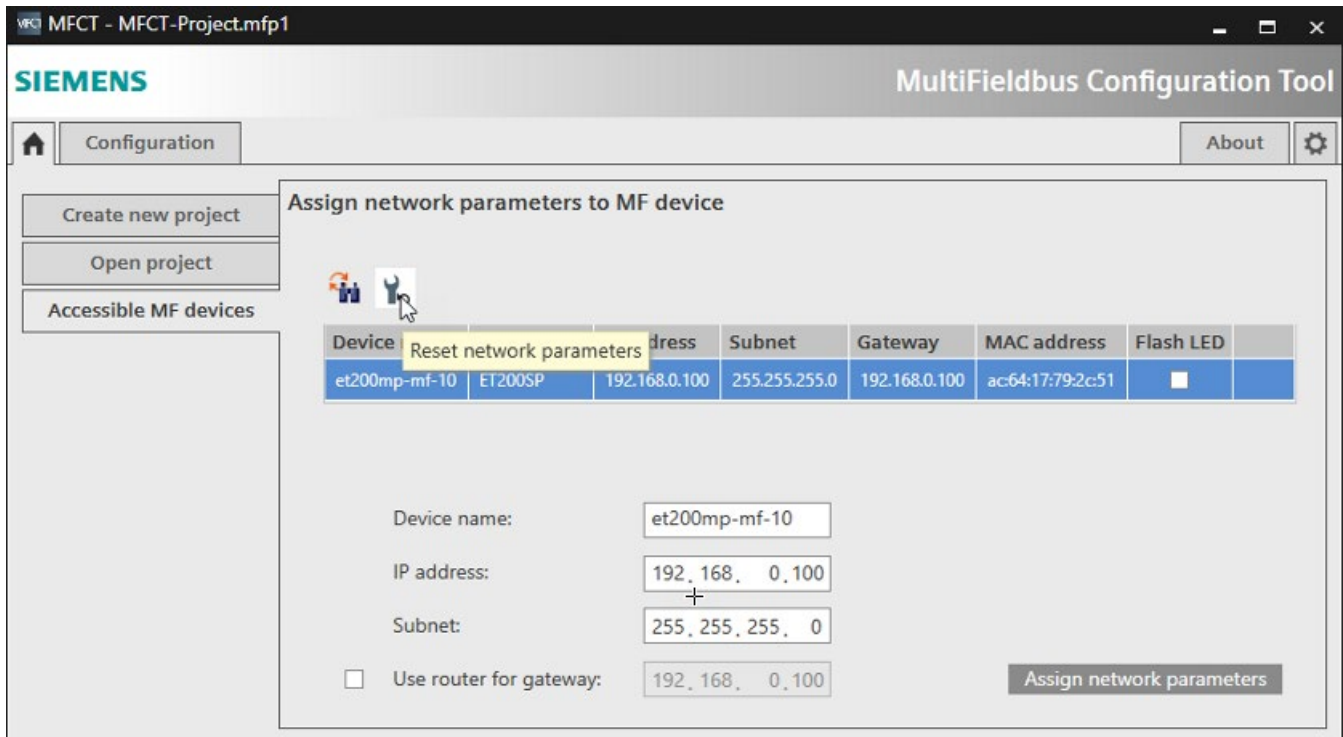 MFCT MFCT - MFCT-Project.mfp1
SIEMENS MultiFieldbus Configuration Tool
Configuration About
Create new project
Open project
Accessible MF devices
Assign network parameters to MF device
Reset network parameters
Device dress Subnet Gateway MAC address Flash LED
et200mp-mf-10 ET200SP 192.168.0.100 255.255.255.0 192.168.0.100 ac:64:17:79:2c:51
Device name: et200mp-mf-10
IP address: 192.168. 0.100
Subnet: 255.255.255. 0
Use router for gateway: 192.168. 0.100
Assign network parameters